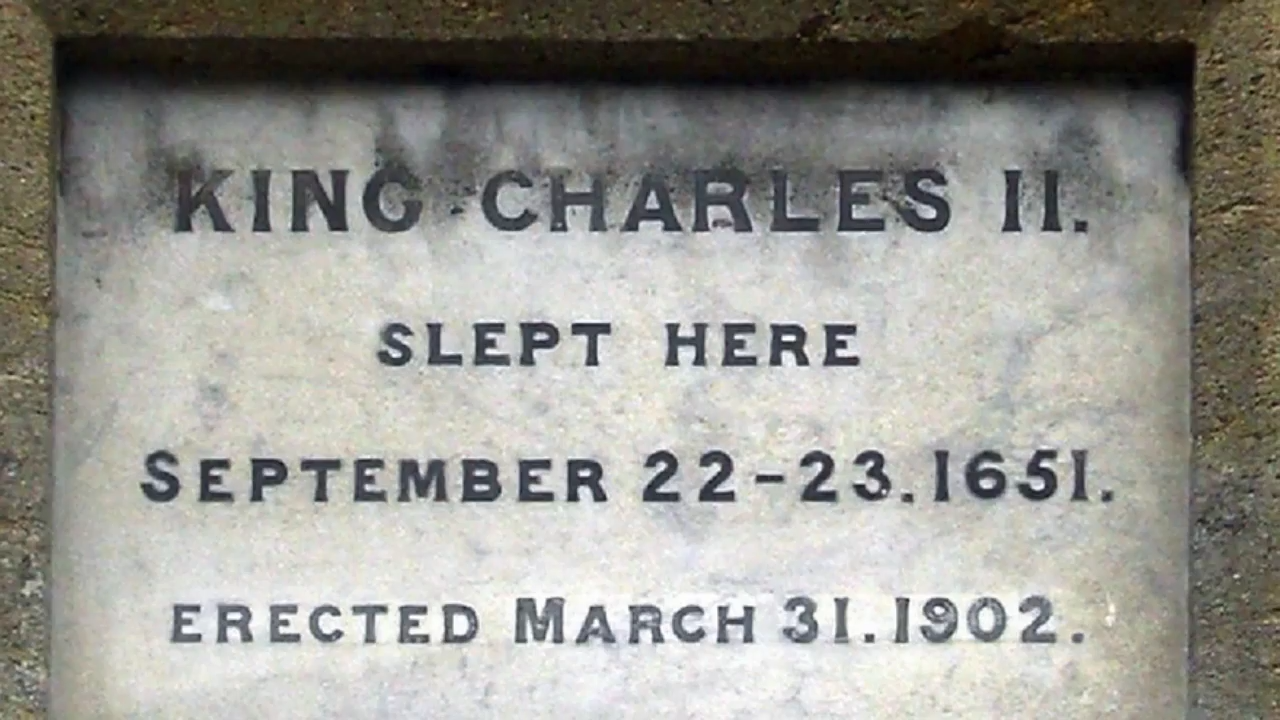 KING CHARLES II.
SLEPT HERE
SEPTEMBER 22-23.1651.
ERECTED MARCH 31.1902.